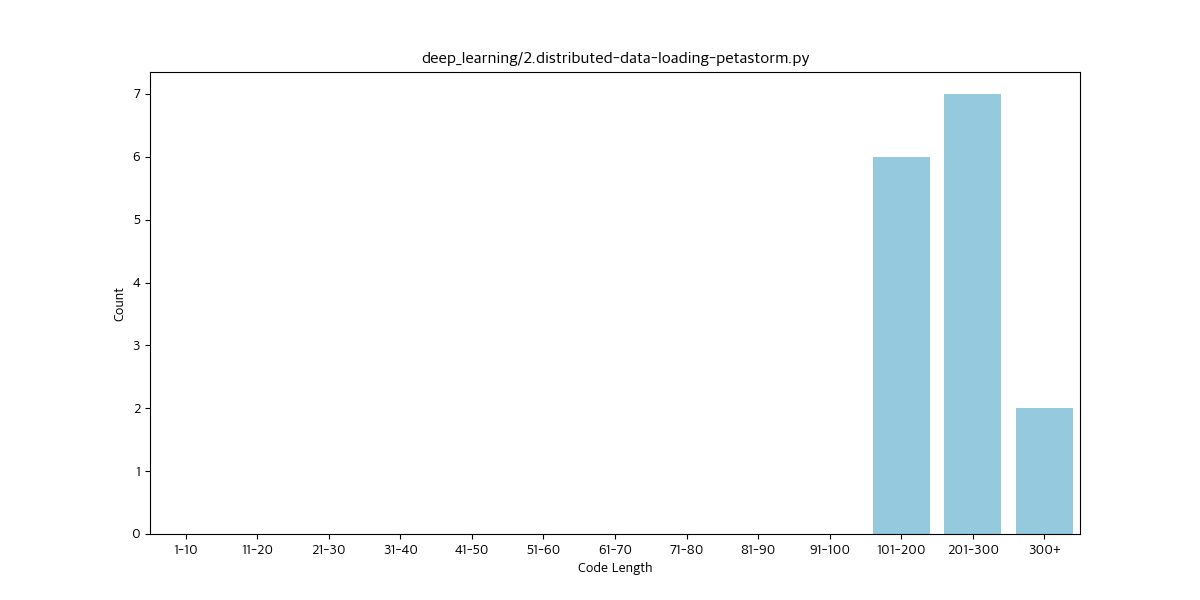 deep_learning/2.distributed-data-loading-petastorm.py
7
6
5
4
3
2
1
0
Count
1-10 11-20 21-30 31-40 41-50 51-60 61-70 71-80 81-90 91-100 101-200 201-300 300+
Code Length